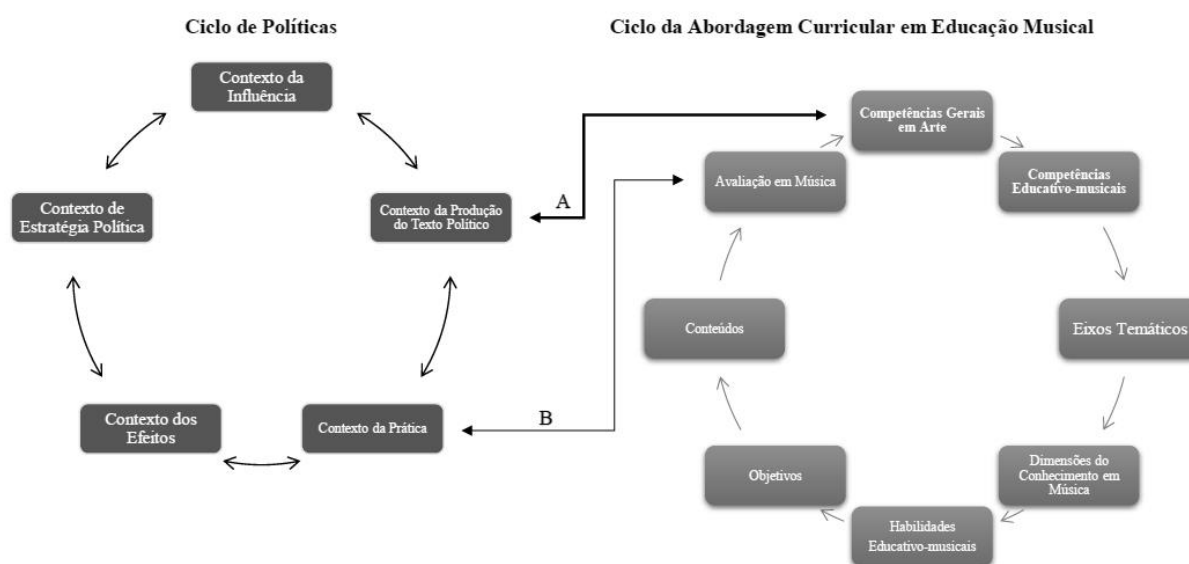 Ciclo de Políticas
Ciclo da Abordagem Curricular em Educação Musical
Contexto da
Influência
Contexto de
Estratégia Política
Contexto da Produção
do Texto Político
Contexto dos
Efeitos
Contexto da Prática
A
B
Competências Gerais
em Arte
Competências
Educativo-musicais
Eixos Temáticos
Dimensões do
Conhecimento em
Música
Habilidades
Educativo-musicais
Objetivos
Conteúdos
Avaliação em Música